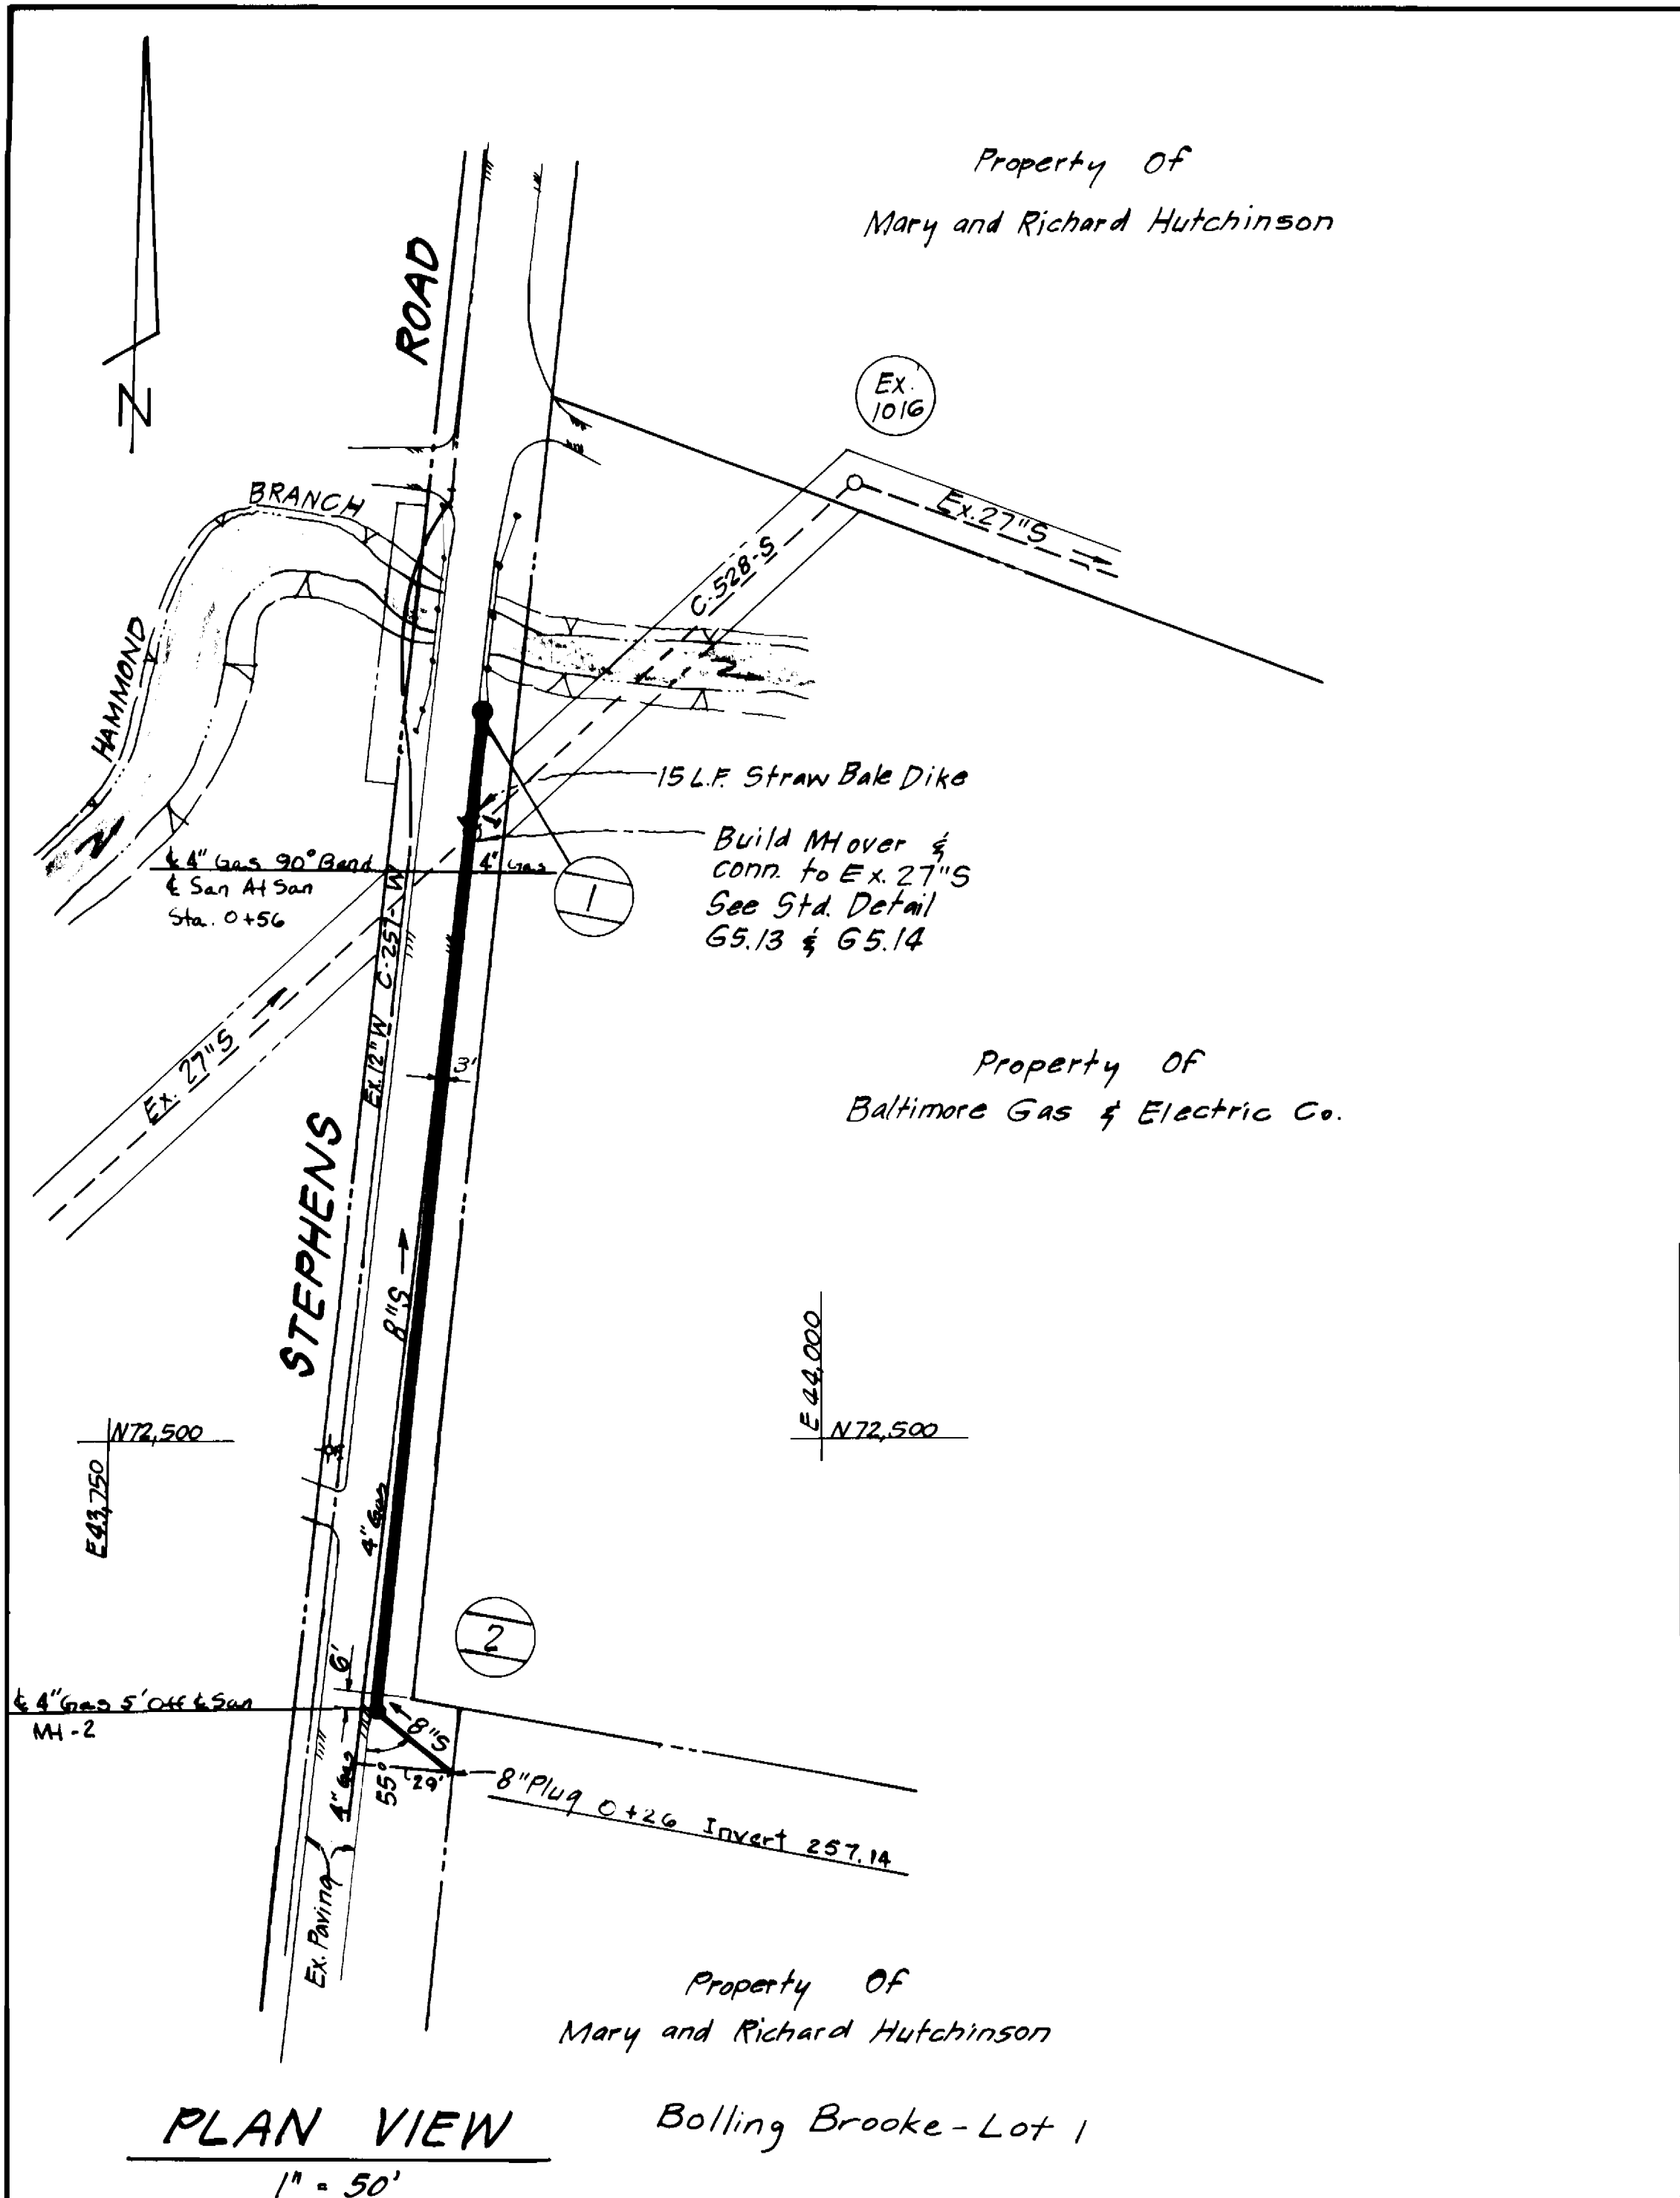 Property Of
Mary and Richard Hutchinson
ROAD
N
Ex.
1016
BRANCH
Ex. 27"S
C-528-S
HAMMOND
15 L.F. Straw Bale Dike
Build MH over &
conn. to Ex. 27"S
See Std. Detail
G5.13 & G5.14
℄ 4" Gas 90° Bend
℄ San At San
Sta. 0+56
4" Gas
1
Ex. 12" W C-257-W
Ex. 27"S
3'
Property Of
Baltimore Gas & Electric Co.
STEPHENS
8"S
E 44,000
N 72,500
N 72,500
E 43,750
4" Gas
2
6'
℄ 4" Gas 5' Off ℄ San
MH-2
8"S
55°
29'
4" Gas
8" Plug 0+26 Invert 257.14
Ex. Paving
Property Of
Mary and Richard Hutchinson
Bolling Brooke - Lot 1
PLAN VIEW
1" = 50'